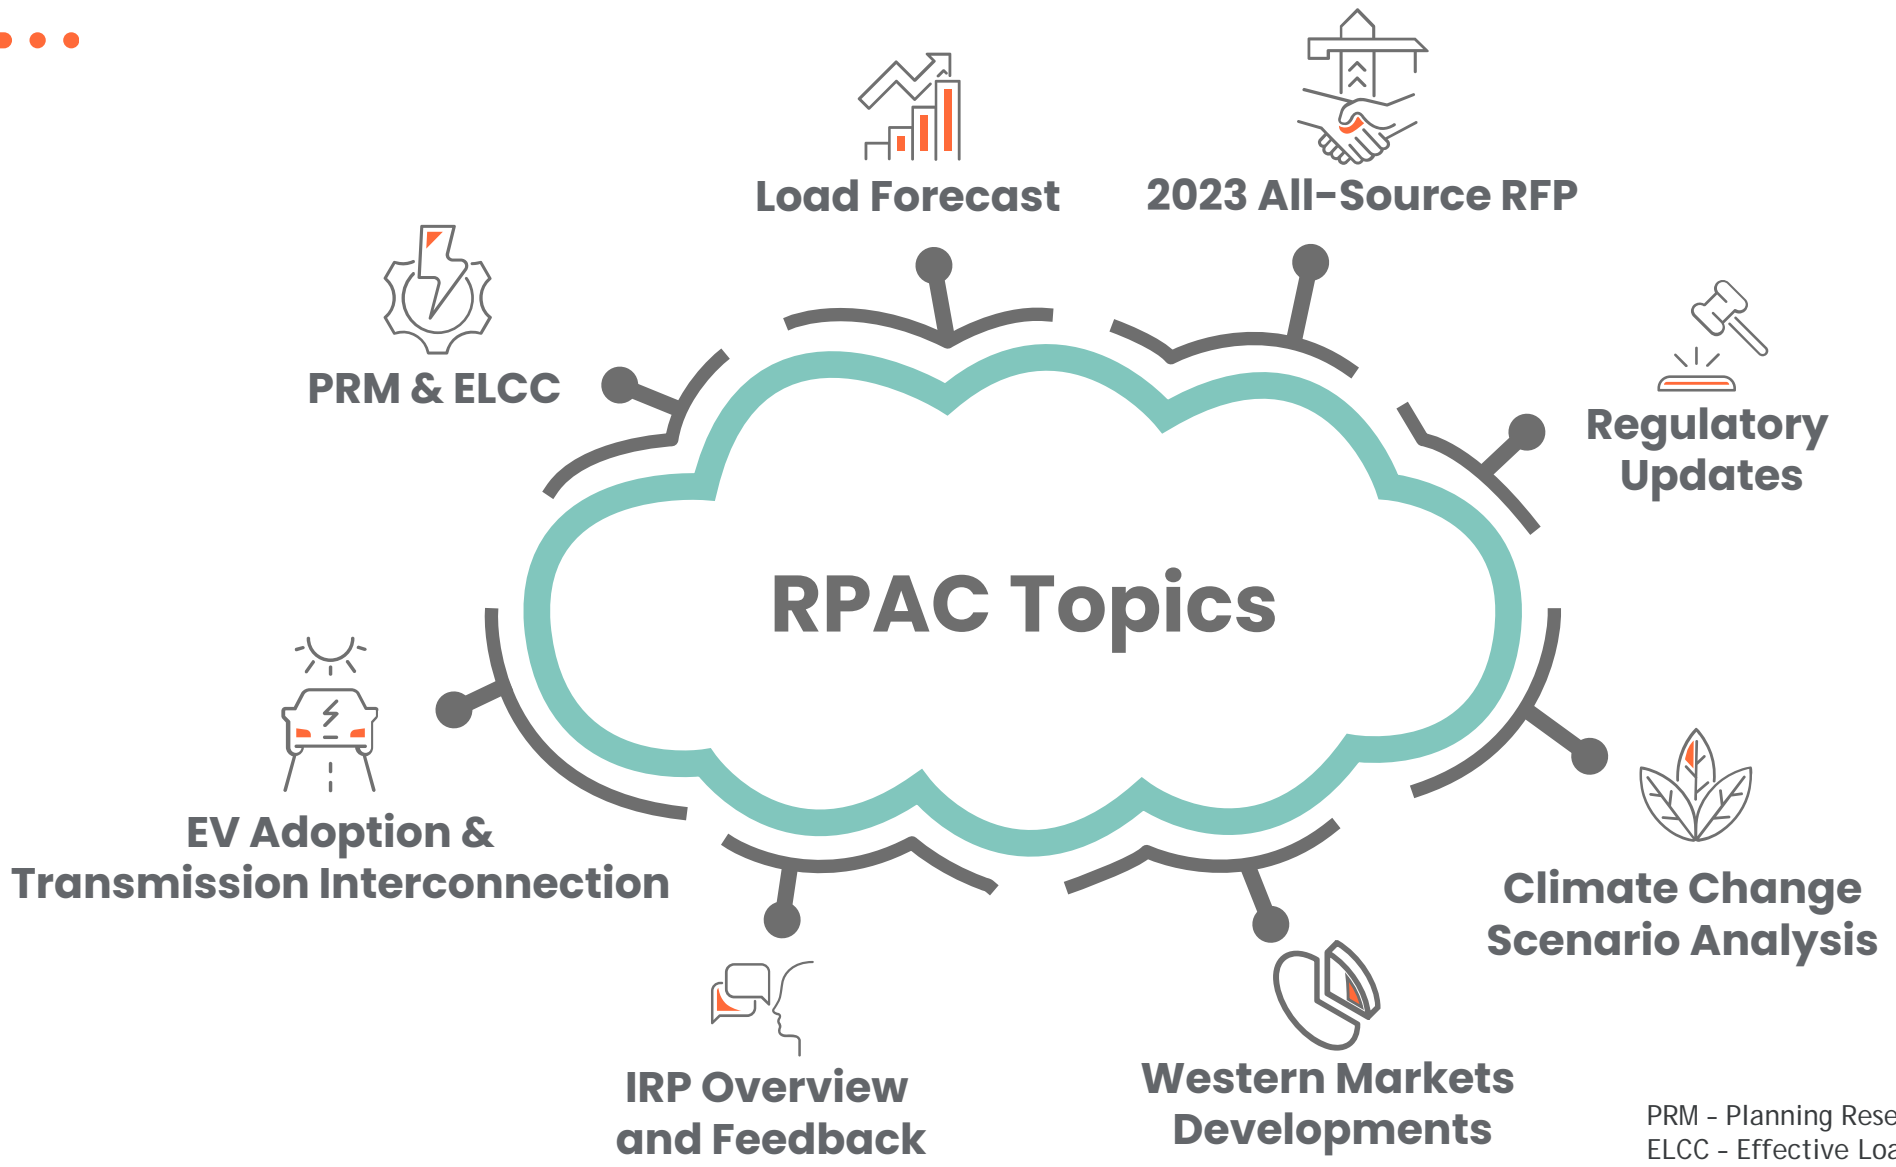 Load Forecast
2023 All-Source RFP
PRM & ELCC
Regulatory
Updates
RPAC Topics
EV Adoption &
Transmission Interconnection
Climate Change
Scenario Analysis
IRP Overview
and Feedback
Western Markets
Developments
PRM - Planning
ELCC - Effective